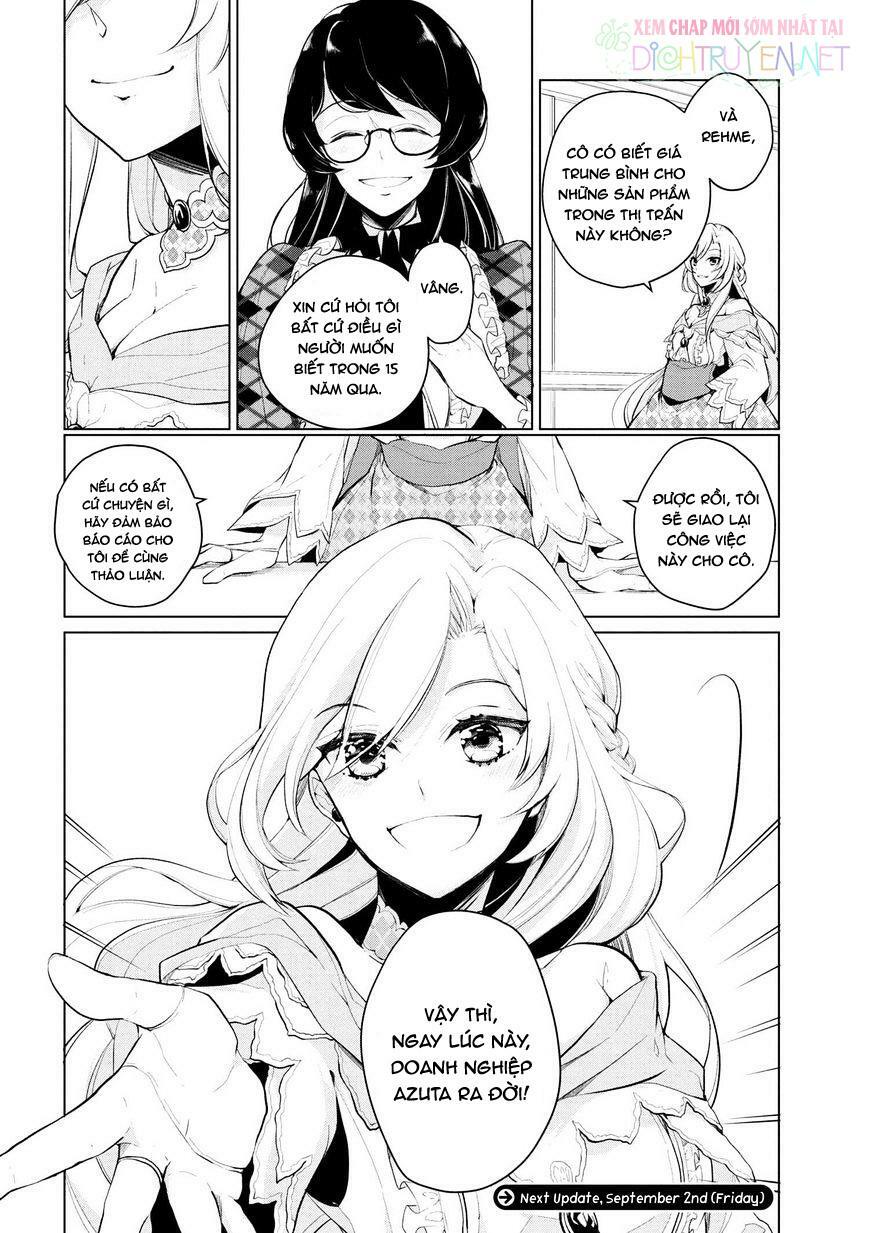 XEM CHAP MỚI SỚM NHẤT TẠI
DICHTRUYEN.NET
VÀ
REHME,
CÔ CÓ BIẾT GIÁ
TRUNG BÌNH CHO
NHỮNG SẢN PHẨM
TRONG THỊ TRẤN
NÀY KHÔNG?
VÂNG.
XIN CỨ HỎI TÔI
BẤT CỨ ĐIỀU GÌ
NGƯỜI MUỐN
BIẾT TRONG 15
NĂM QUA.
ĐƯỢC RỒI, TÔI
SẼ GIAO LẠI
CÔNG VIỆC
NÀY CHO CÔ.
NẾU CÓ BẤT
CỨ CHUYỆN GÌ,
HÃY ĐẢM BẢO
BÁO CÁO CHO
TÔI ĐỂ CÙNG
THẢO LUẬN.
VẬY THÌ,
NGAY LÚC NÀY,
DOANH NGHIỆP
AZUTA RA ĐỜI!
Next Update, September 2nd (Friday)